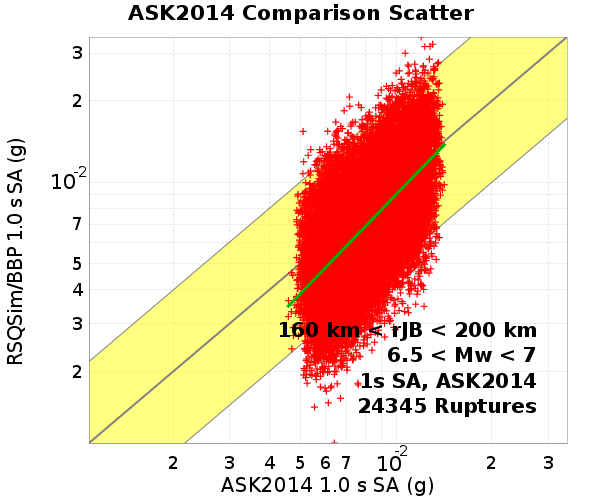 ASK2014 Comparison Scatter
RSQSim/BBP 1.0 s SA (g)
3
2
10-2
7
5
4
3
2
160 km < rJB < 200 km
6.5 < Mw < 7
1s SA, ASK2014
24345 Ruptures
2 3 4 5 6 7 10-2 2 3
ASK2014 1.0 s SA (g)